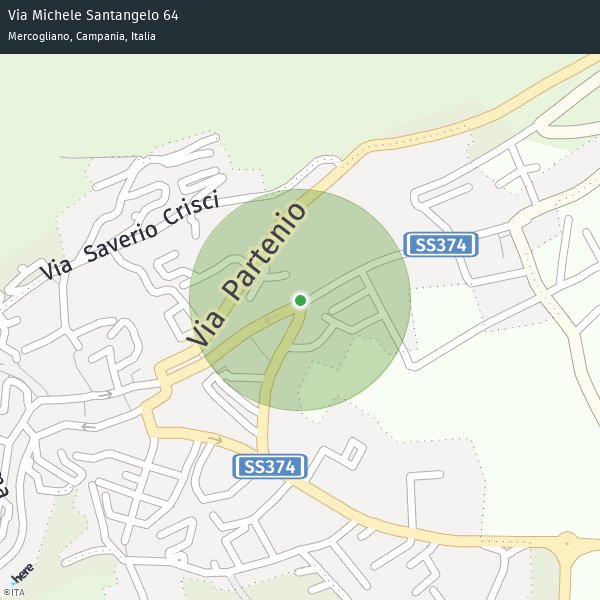 Via Michele Santangelo 64
Mercogliano, Campania, Italia
Via Saverio Crisci
Via Partenio
SS374
SS374
here
©ITA